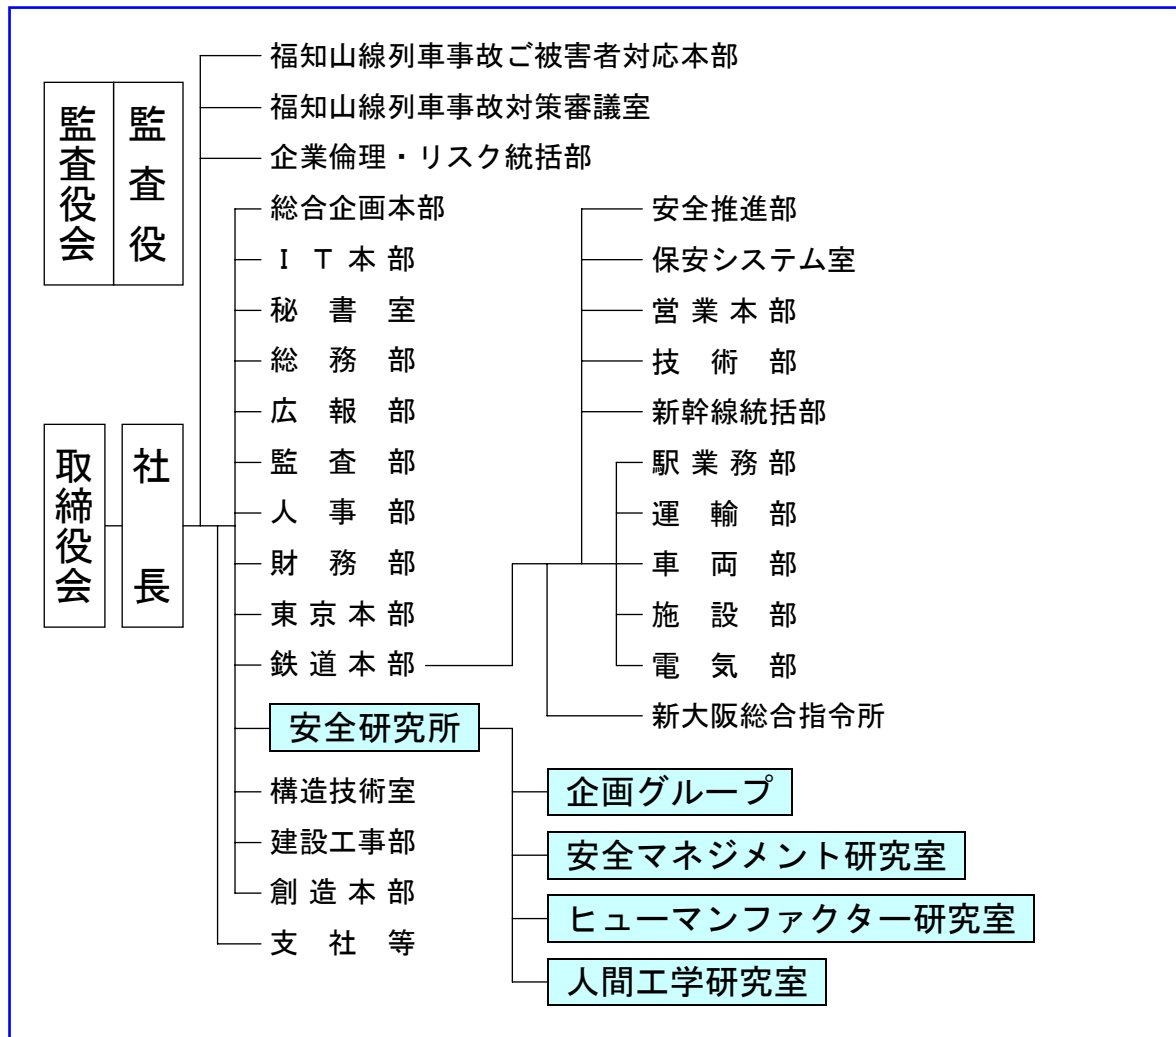 監査役会
監査役
取締役会
社長
福知山線列車事故ご被害者対応本部
福知山線列車事故対策審議室
企業倫理・リスク統括部
総合企画本部
ＩＴ本部
秘書室
総務部
広報部
監査部
人事部
財務部
東京本部
鉄道本部
安全研究所
構造技術室
建設工事部
創造本部
支社等
安全推進部
保安システム室
営業本部
技術部
新幹線統括部
駅業務部
運輸部
車両部
施設部
電気部
新大阪総合指令所
企画グループ
安全マネジメント研究室
ヒューマンファクター研究室
人間工学研究室